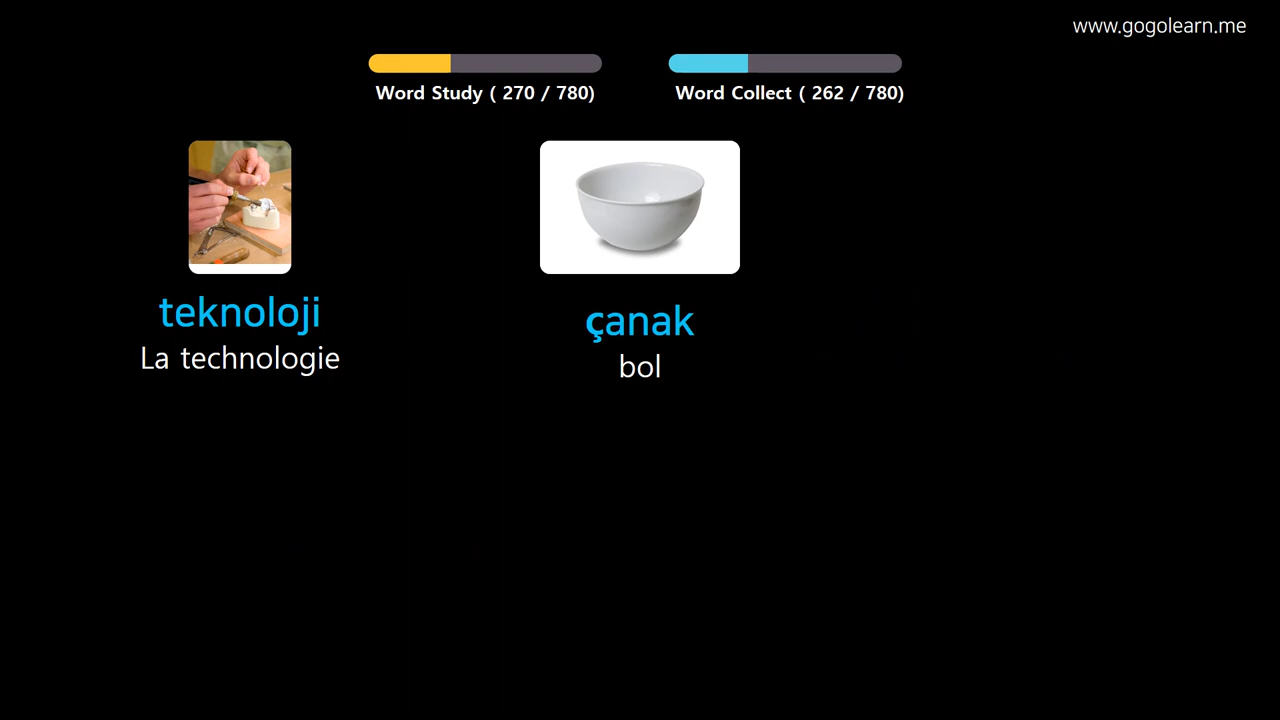 www.gogolearn.me
Word Study ( 270 / 780)
Word Collect ( 262 / 780)
teknoloji
La technologie
çanak
bol